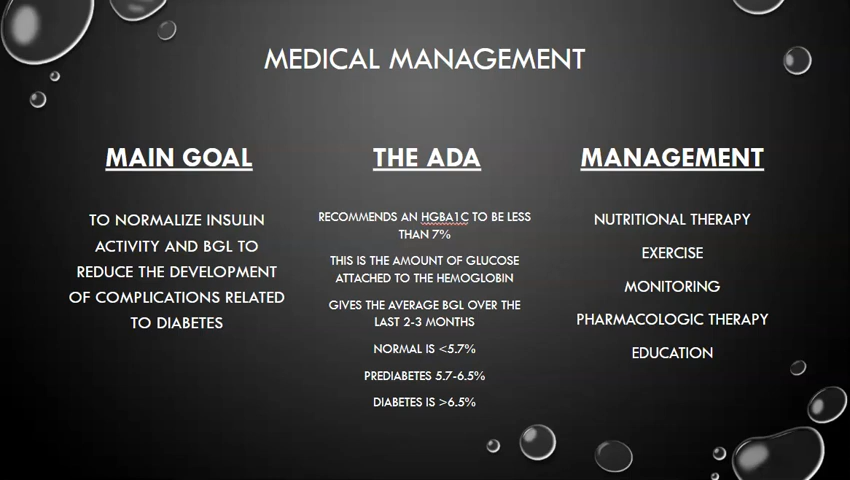 MEDICAL MANAGEMENT
MAIN GOAL
TO NORMALIZE INSULIN
ACTIVITY AND BGL TO
REDUCE THE DEVELOPMENT
OF COMPLICATIONS RELATED
TO DIABETES
THE ADA
RECOMMENDS AN HGBA1C TO BE LESS
THAN 7%
THIS IS THE AMOUNT OF GLUCOSE
ATTACHED TO THE HEMOGLOBIN
GIVES THE AVERAGE BGL OVER THE
LAST 2-3 MONTHS
NORMAL IS <5.7%
PREDIABETES 5.7-6.5%
DIABETES IS >6.5%
MANAGEMENT
NUTRITIONAL THERAPY
EXERCISE
MONITORING
PHARMACOLOGIC THERAPY
EDUCATION